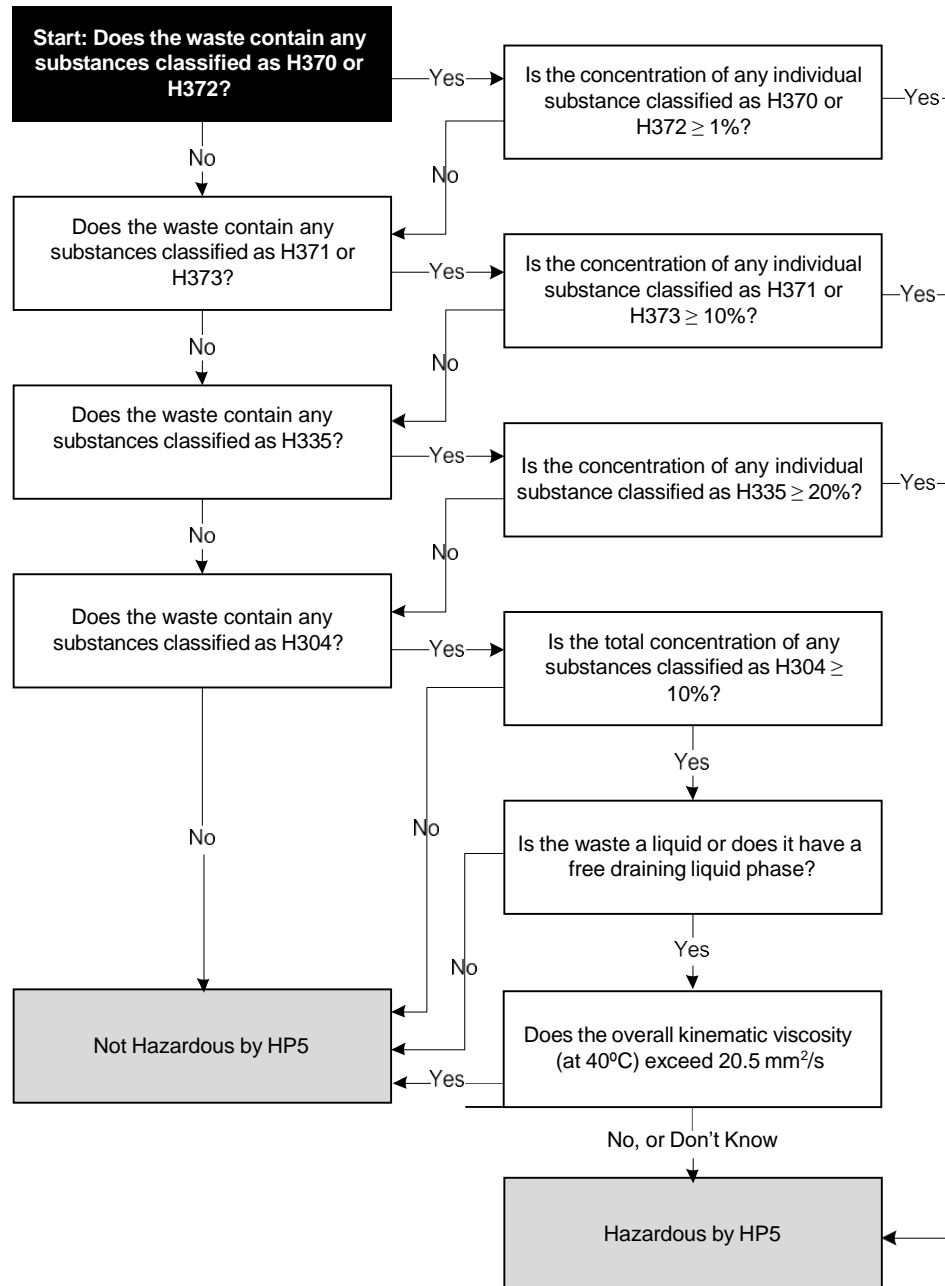 Start: Does the waste contain any
substances classified as H370 or
H372?
Yes
Is the concentration of any individual
substance classified as H370 or
H372 ≥ 1%?
Yes
No
No
Does the waste contain any
substances classified as H371 or
H373?
Yes
Is the concentration of any individual
substance classified as H371 or
H373 ≥ 10%?
Yes
No
No
Does the waste contain any
substances classified as H335?
Yes
Is the concentration of any individual
substance classified as H335 ≥ 20%?
Yes
No
No
Does the waste contain any
substances classified as H304?
Yes
Is the total concentration of any
substances classified as H304 ≥
10%?
Yes
No
No
Is the waste a liquid or does it have a
free draining liquid phase?
Yes
No
Not Hazardous by HP5
Does the overall kinematic viscosity
(at 40ºC) exceed 20.5 mm²/s
Yes
No, or Don't Know
Hazardous by HP5